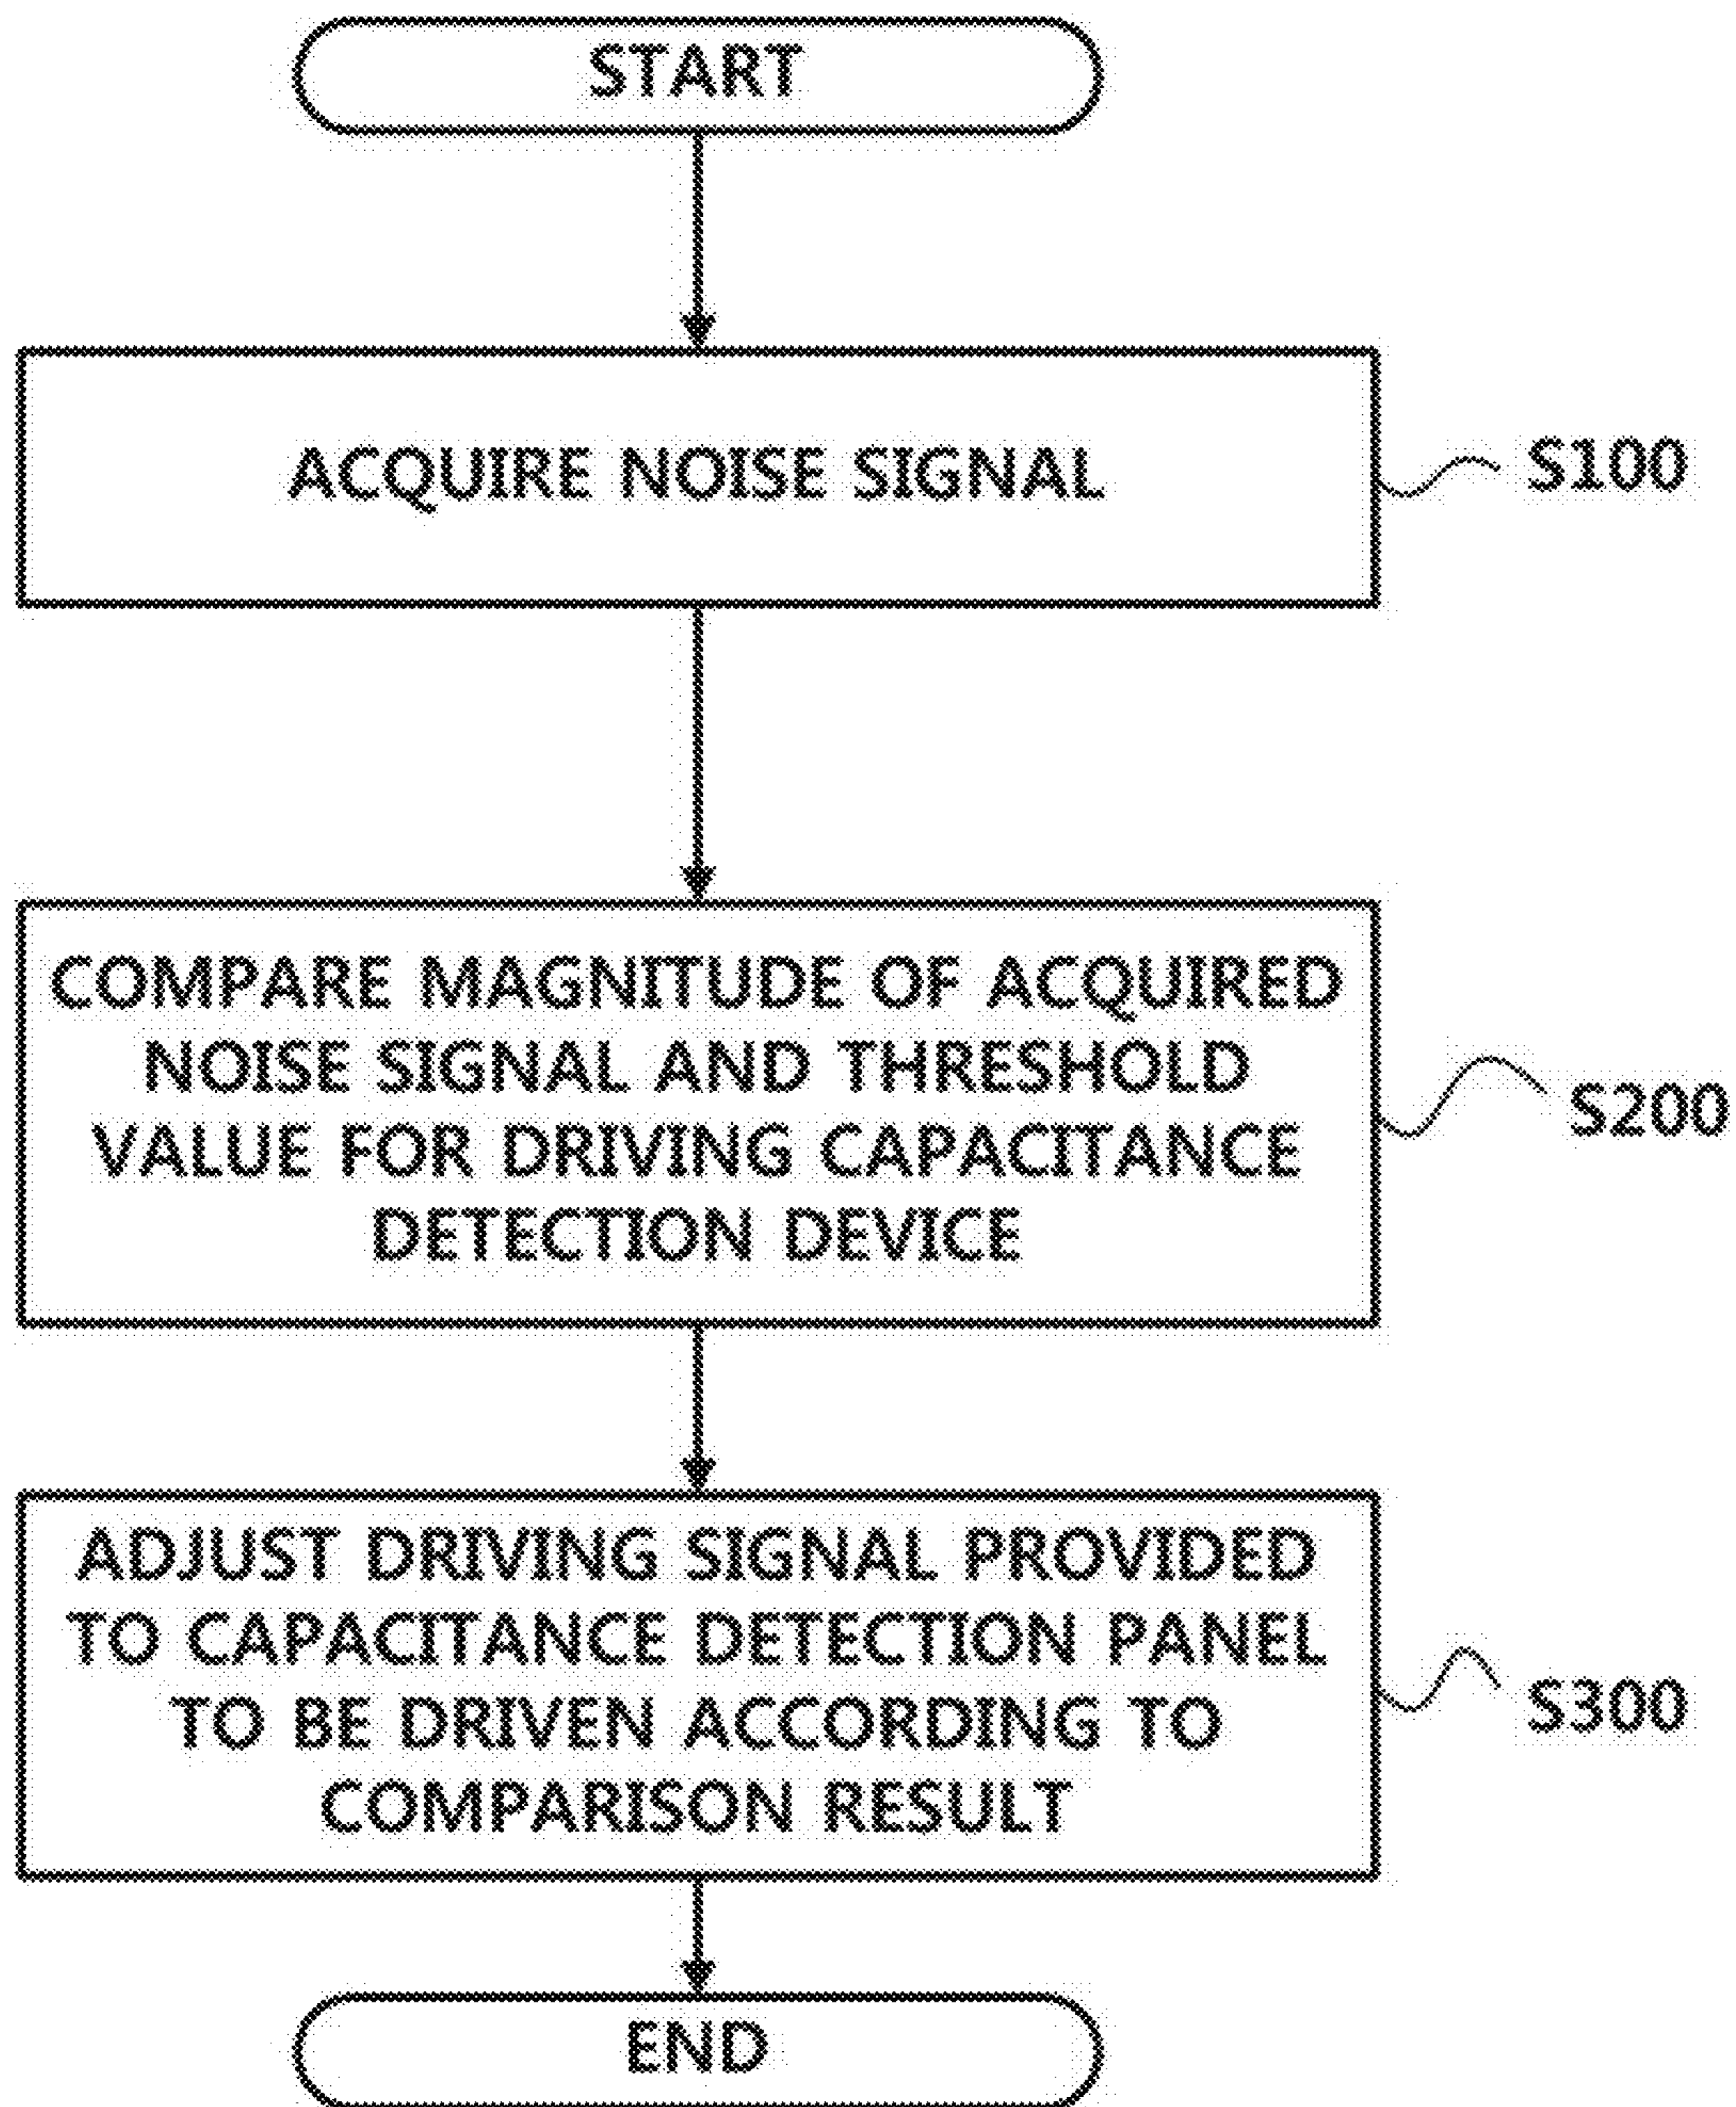 START
ACQUIRE NOISE SIGNAL
S100
COMPARE MAGNITUDE OF ACQUIRED
NOISE SIGNAL AND THRESHOLD
VALUE FOR DRIVING CAPACITANCE
DETECTION DEVICE
S200
ADJUST DRIVING SIGNAL PROVIDED
TO CAPACITANCE DETECTION PANEL
TO BE DRIVEN ACCORDING TO
COMPARISON RESULT
S300
END